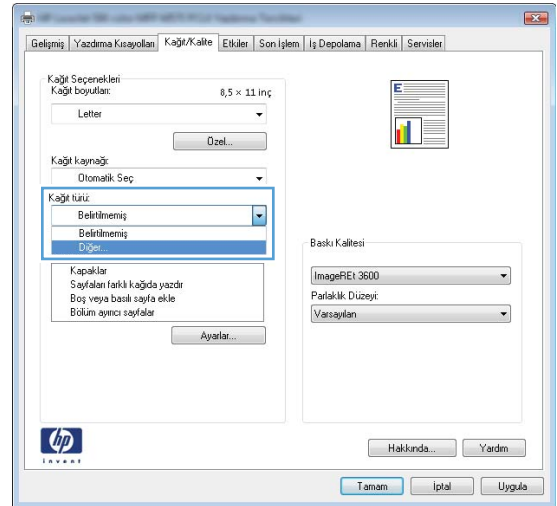 Gelişmiş Yazdırma Kısayolları Kağıt/Kalite Etkiler Son İşlem İş Depolama Renkli Servisler
Kağıt Seçenekleri
Kağıt boyutları: 8,5 × 11 inç
Letter
Özel...
Kağıt kaynağı:
Otomatik Seç
Kağıt türü:
Belirtilmemiş
Belirtilmemiş
Diğer...
Kapaklar
Sayfaları farklı kağıda yazdır
Boş veya basılı sayfa ekle
Bölüm ayırıcı sayfalar
Ayarlar...
E
Baskı Kalitesi
ImageREt 3600
Parlaklık Düzeyi:
Varsayılan
hp
invent
Hakkında... Yardım
Tamam İptal Uygula